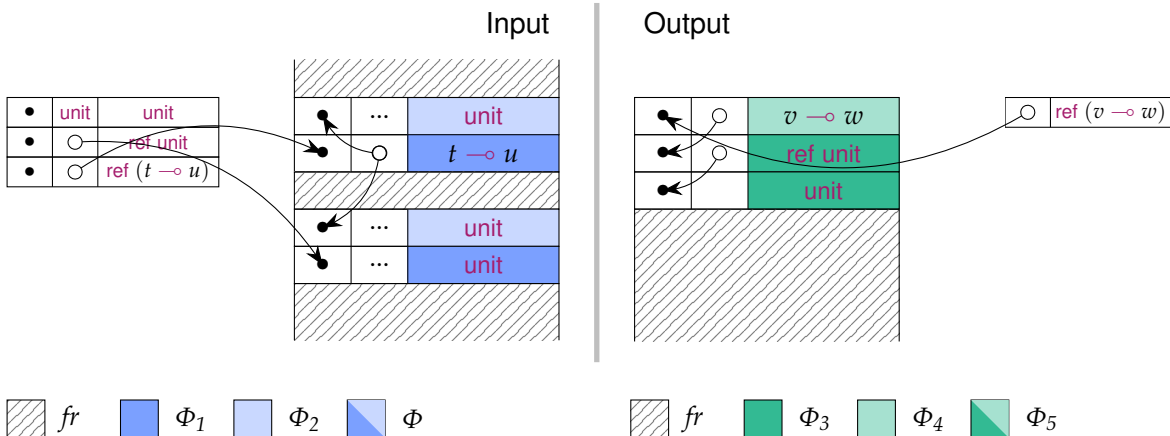 Input
Output
unit unit
ref unit
ref (t ⊸ u)
... unit
t ⊸ u
... unit
... unit
v ⊸ w
ref unit
unit
ref (v ⊸ w)
fr Φ1 Φ2 Φ
fr Φ3 Φ4 Φ5